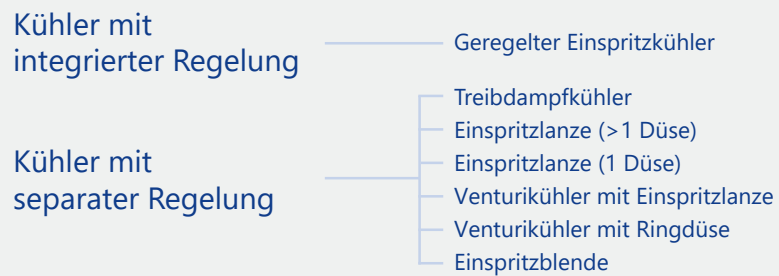 Kühler mit
integrierter Regelung
Geregelter Einspritzkühler
Kühler mit
separater Regelung
Treibdampfkühler
Einspritzlanze (>1 Düse)
Einspritzlanze (1 Düse)
Venturikühler mit Einspritzlanze
Venturikühler mit Ringdüse
Einspritzblende